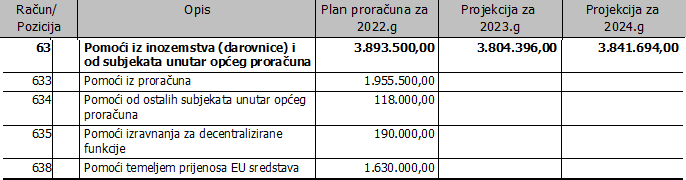 Račun/ Opis Plan proračuna za Projekcija za Projekcija za
Pozicija 2022.g 2023.g 2024.g
63 Pomoći iz inozemstva (darovnice) i 3.893.500,00 3.804.396,00 3.841.694,00
od subjekata unutar općeg proračuna
633 Pomoći iz proračuna 1.955.500,00
634 Pomoći od ostalih subjekata unutar općeg 118.000,00
proračuna
635 Pomoći izravnanja za decentralizirane 190.000,00
funkcije
638 Pomoći temeljem prijenosa EU sredstava 1.630.000,00